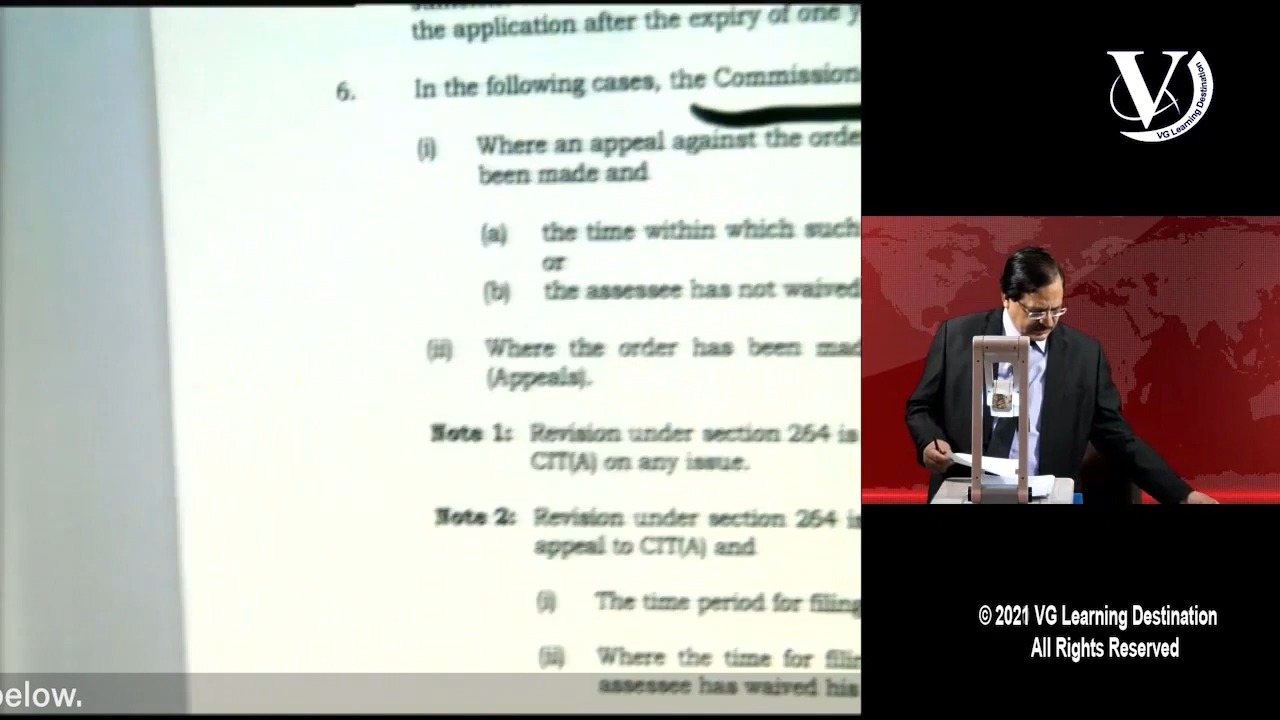 the application after the expiry of one y
6. In the following cases, the Commission
(i) Where an appeal against the orde
been made and
(a) the time within which such
or
(b) the assessee has not waived
(ii) Where the order has been mad
(Appeals).
Note 1: Revision under section 264 is
CIT(A) on any issue.
Note 2: Revision under section 264 is
appeal to CIT(A) and
(i) The time period for filing
(ii) Where the time for filin
assessee has waived his
elow.
V
VG Learning Destination
© 2021 VG Learning Destination
All Rights Reserved